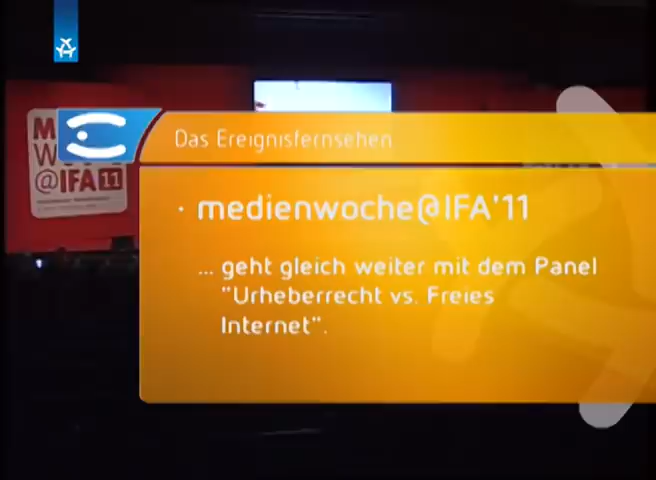 M
W
@IFA 11
Das Ereignisfernsehen
· medienwoche@IFA'11
... geht gleich weiter mit dem Panel
"Urheberrecht vs. Freies
Internet".